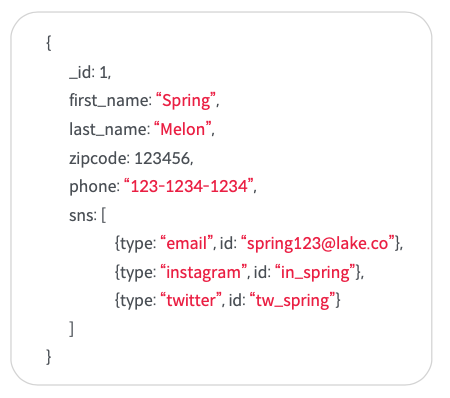 {
_id: 1,
first_name: “Spring”,
last_name: “Melon”,
zipcode: 123456,
phone: “123-1234-1234”,
sns: [
{type: “email”, id: “spring123@lake.co”},
{type: “instagram”, id: “in_spring”},
{type: “twitter”, id: “tw_spring”}
]
}